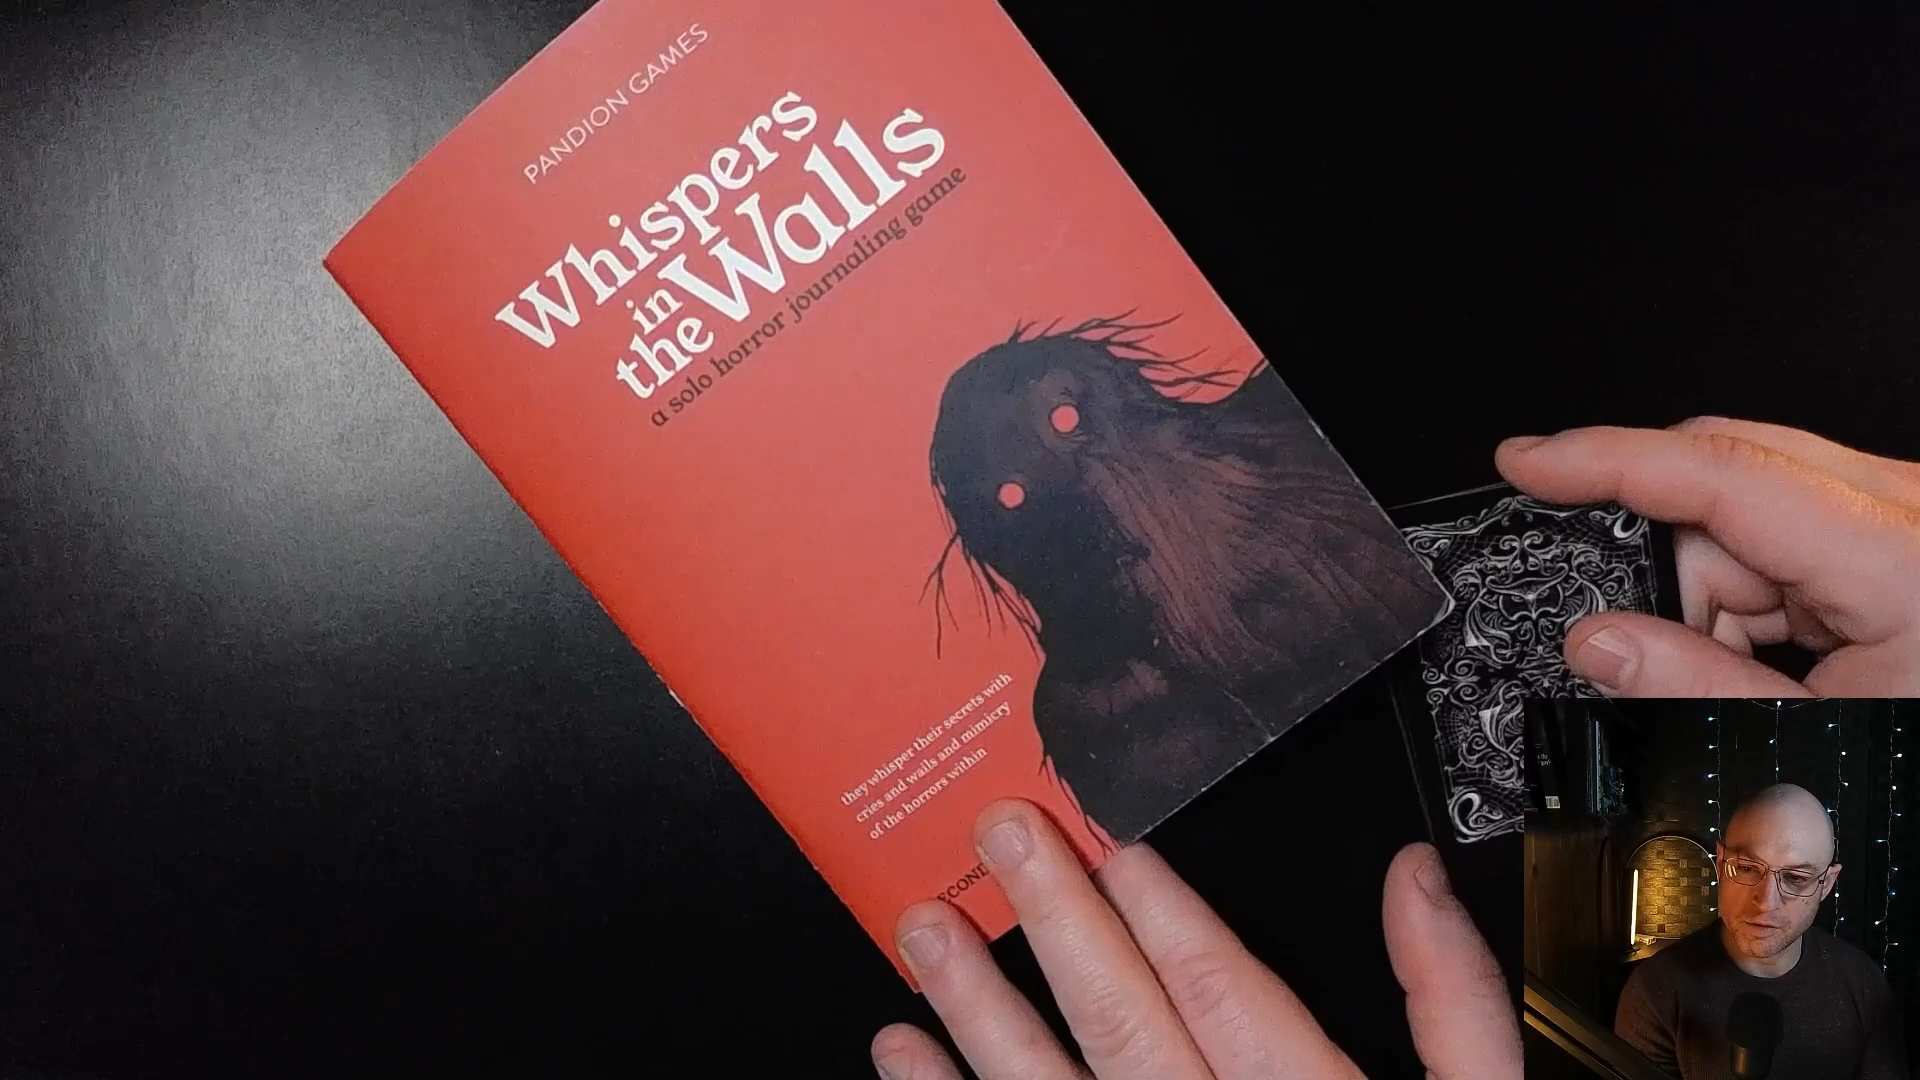 PANDION GAMES
Whispers
in
the Walls
a solo horror journaling game
they whisper their secrets with
cries and wails and mimicry
of the horrors within